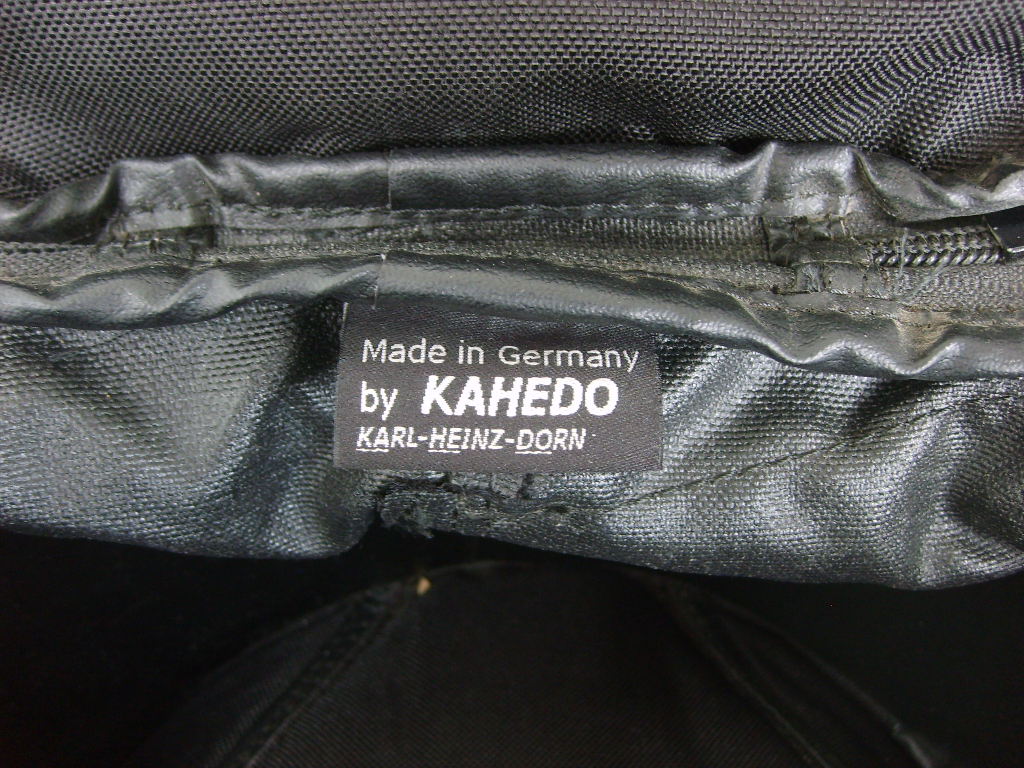 Made in Germany
by KAHEDO
KARL-HEINZ-DORN